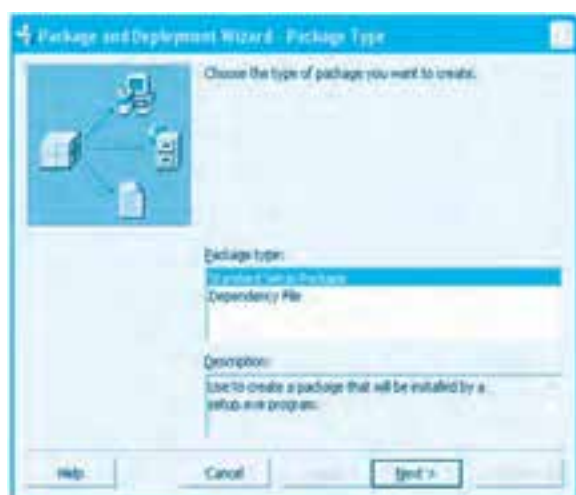 Package and Deployment Wizard - Package Type
Choose the type of package you want to create.
Package type:
Standard Setup Package
Dependency File
Description:
Use to create a package that will be installed by a
setup.exe program.
Help
Cancel
Next >